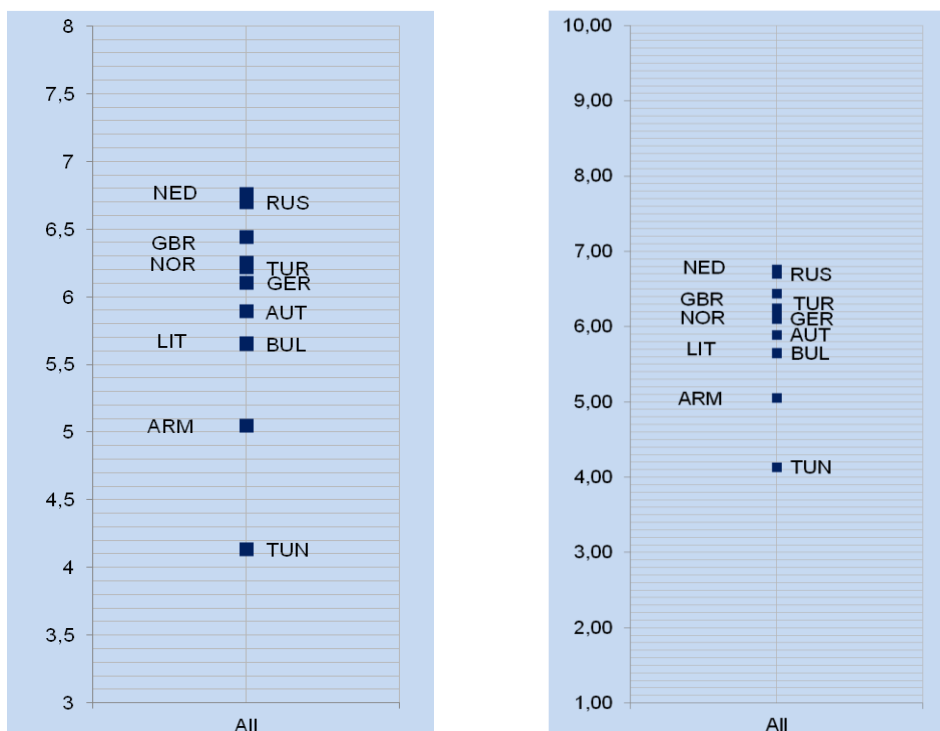 8
7,5
7
NED
RUS
6,5
GBR
NOR
TUR
GER
6
AUT
LIT
BUL
5,5
ARM
5
4,5
TUN
4
3,5
3
All
10,00
9,00
8,00
7,00
NED
RUS
GBR
TUR
NOR
GER
6,00
AUT
LIT
BUL
5,00
ARM
TUN
4,00
3,00
2,00
1,00
All